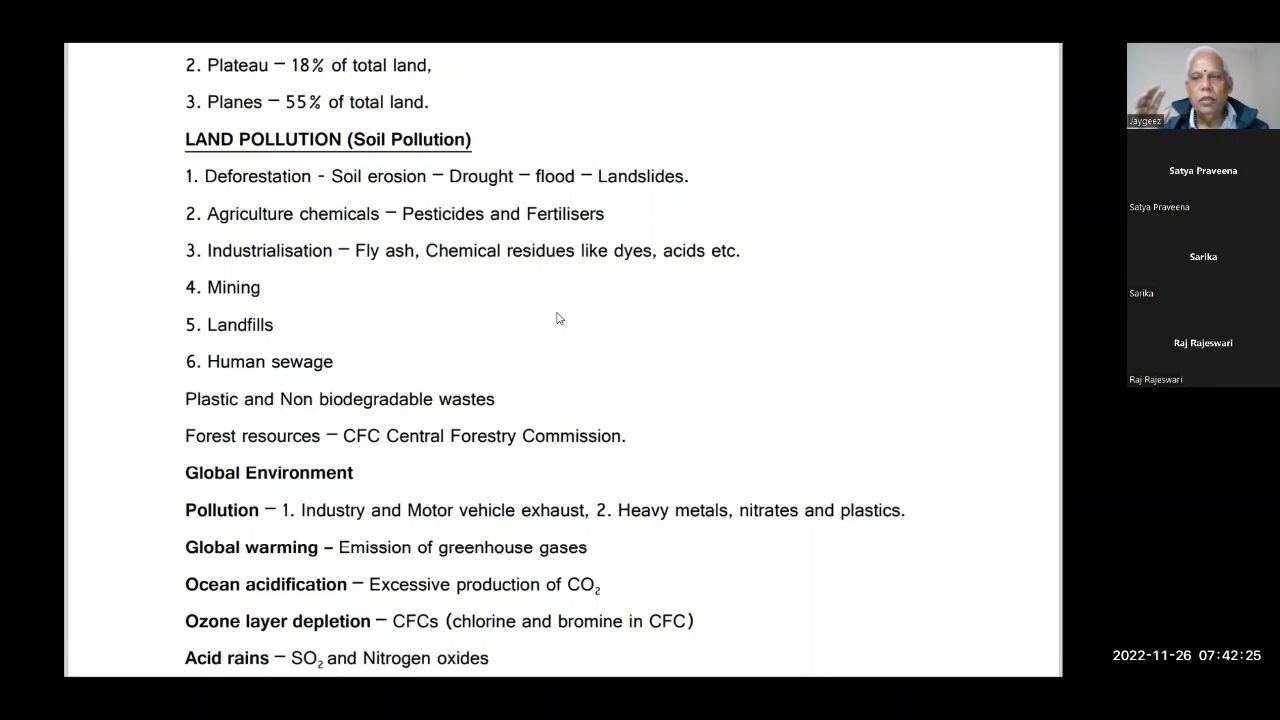 2. Plateau – 18% of total land,
3. Planes – 55% of total land.
LAND POLLUTION (Soil Pollution)
1. Deforestation - Soil erosion – Drought – flood – Landslides.
2. Agriculture chemicals – Pesticides and Fertilisers
3. Industrialisation – Fly ash, Chemical residues like dyes, acids etc.
4. Mining
5. Landfills
6. Human sewage
Plastic and Non biodegradable wastes
Forest resources – CFC Central Forestry Commission.
Global Environment
Pollution – 1. Industry and Motor vehicle exhaust, 2. Heavy metals, nitrates and plastics.
Global warming – Emission of greenhouse gases
Ocean acidification – Excessive production of CO₂
Ozone layer depletion – CFCs (chlorine and bromine in CFC)
Acid rains – SO₂ and Nitrogen oxides
Jaygeez
Satya Praveena
Satya Praveena
Sarika
Sarika
Raj Rajeswari
Raj Rajeswari
2022-11-26 07:42:25